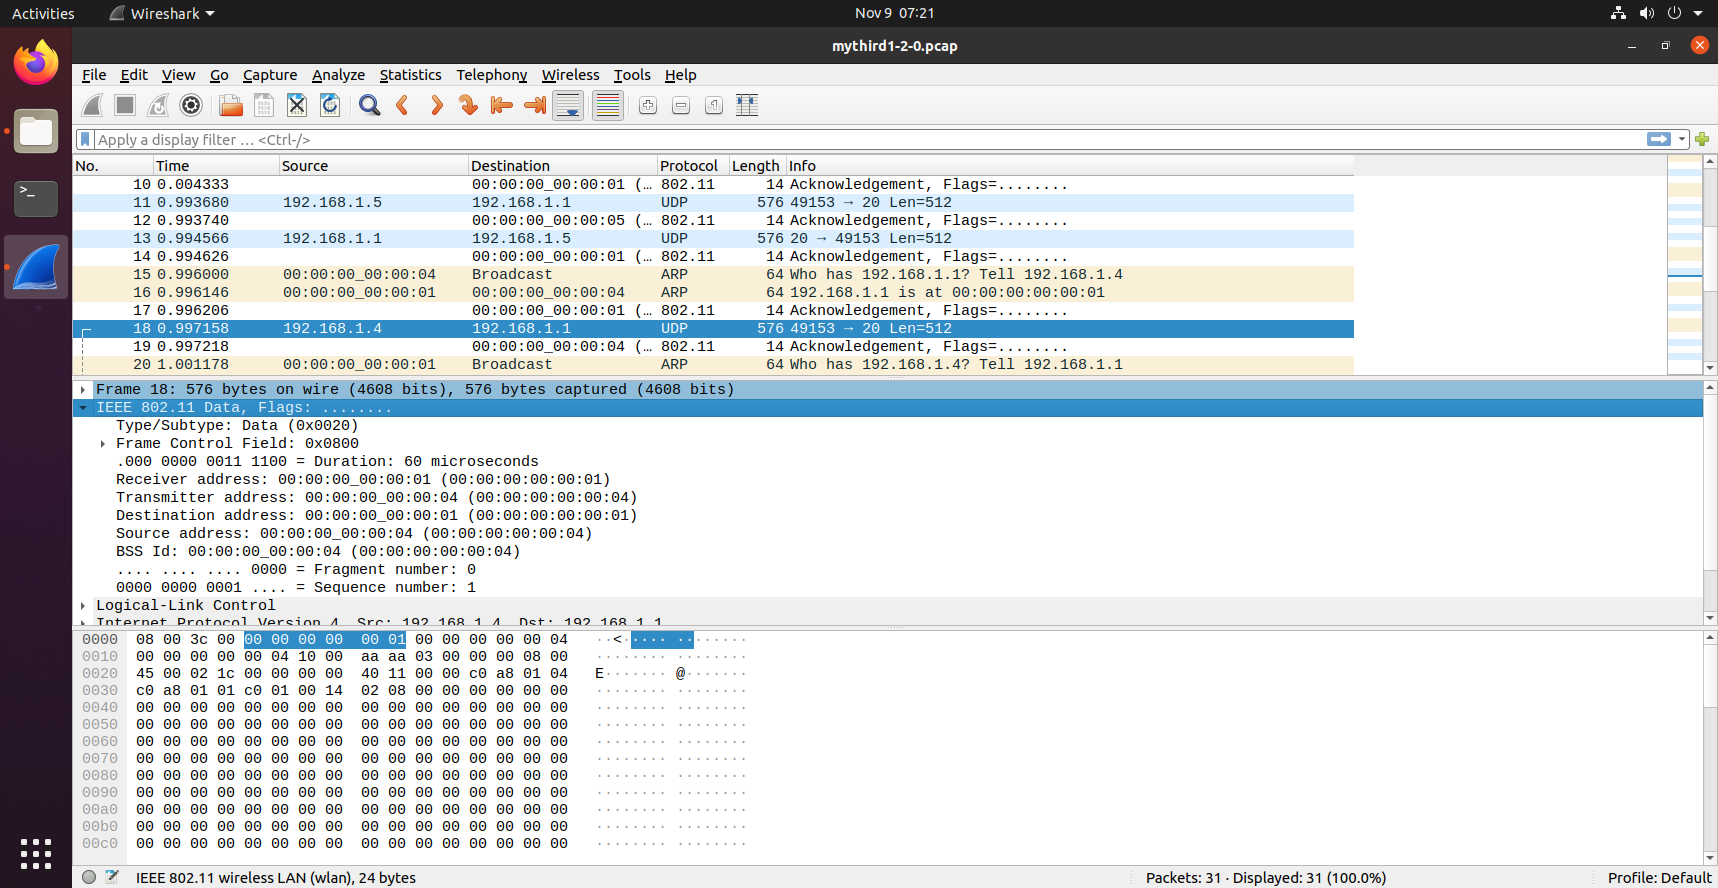 Activities Wireshark Nov 9 07:21
mythird1-2-0.pcap
File Edit View Go Capture Analyze Statistics Telephony Wireless Tools Help
Apply a display filter … <Ctrl-/>
No. Time Source Destination Protocol Length Info
10 0.004333 00:00:00_00:00:01 (… 802.11 14 Acknowledgement, Flags=........
11 0.993680 192.168.1.5 192.168.1.1 UDP 576 49153 → 20 Len=512
12 0.993740 00:00:00_00:00:05 (… 802.11 14 Acknowledgement, Flags=........
13 0.994566 192.168.1.1 192.168.1.5 UDP 576 20 → 49153 Len=512
14 0.994626 00:00:00_00:00:01 (… 802.11 14 Acknowledgement, Flags=........
15 0.996000 00:00:00_00:00:04 Broadcast ARP 64 Who has 192.168.1.1? Tell 192.168.1.4
16 0.996146 00:00:00_00:00:01 00:00:00_00:00:04 ARP 64 192.168.1.1 is at 00:00:00:00:00:01
17 0.996206 00:00:00_00:00:01 (… 802.11 14 Acknowledgement, Flags=........
18 0.997158 192.168.1.4 192.168.1.1 UDP 576 49153 → 20 Len=512
19 0.997218 00:00:00_00:00:04 (… 802.11 14 Acknowledgement, Flags=........
20 1.001178 00:00:00_00:00:01 Broadcast ARP 64 Who has 192.168.1.4? Tell 192.168.1.1
Frame 18: 576 bytes on wire (4608 bits), 576 bytes captured (4608 bits)
IEEE 802.11 Data, Flags: ........
Type/Subtype: Data (0x0020)
Frame Control Field: 0x0800
.000 0000 0011 1100 = Duration: 60 microseconds
Receiver address: 00:00:00_00:00:01 (00:00:00:00:00:01)
Transmitter address: 00:00:00_00:00:04 (00:00:00:00:00:04)
Destination address: 00:00:00_00:00:01 (00:00:00:00:00:01)
Source address: 00:00:00_00:00:04 (00:00:00:00:00:04)
BSS Id: 00:00:00_00:00:04 (00:00:00:00:00:04)
.... .... .... 0000 = Fragment number: 0
0000 0000 0001 .... = Sequence number: 1
Logical-Link Control
Internet Protocol Version 4, Src: 192.168.1.4, Dst: 192.168.1.1
0000 08 00 3c 00 00 00 00 00 00 01 00 00 00 00 00 04 ··<····· ········
0010 00 00 00 00 00 04 10 00 aa aa 03 00 00 00 08 00 ········ ········
0020 45 00 02 1c 00 00 00 00 40 11 00 00 c0 a8 01 04 E······· @·······
0030 c0 a8 01 01 c0 01 00 14 02 08 00 00 00 00 00 00 ········ ········
0040 00 00 00 00 00 00 00 00 00 00 00 00 00 00 00 00 ········ ········
0050 00 00 00 00 00 00 00 00 00 00 00 00 00 00 00 00 ········ ········
0060 00 00 00 00 00 00 00 00 00 00 00 00 00 00 00 00 ········ ········
0070 00 00 00 00 00 00 00 00 00 00 00 00 00 00 00 00 ········ ········
0080 00 00 00 00 00 00 00 00 00 00 00 00 00 00 00 00 ········ ········
0090 00 00 00 00 00 00 00 00 00 00 00 00 00 00 00 00 ········ ········
00a0 00 00 00 00 00 00 00 00 00 00 00 00 00 00 00 00 ········ ········
00b0 00 00 00 00 00 00 00 00 00 00 00 00 00 00 00 00 ········ ········
00c0 00 00 00 00 00 00 00 00 00 00 00 00 00 00 00 00 ········ ········
IEEE 802.11 wireless LAN (wlan), 24 bytes Packets: 31 · Displayed: 31 (100.0%) Profile: Default